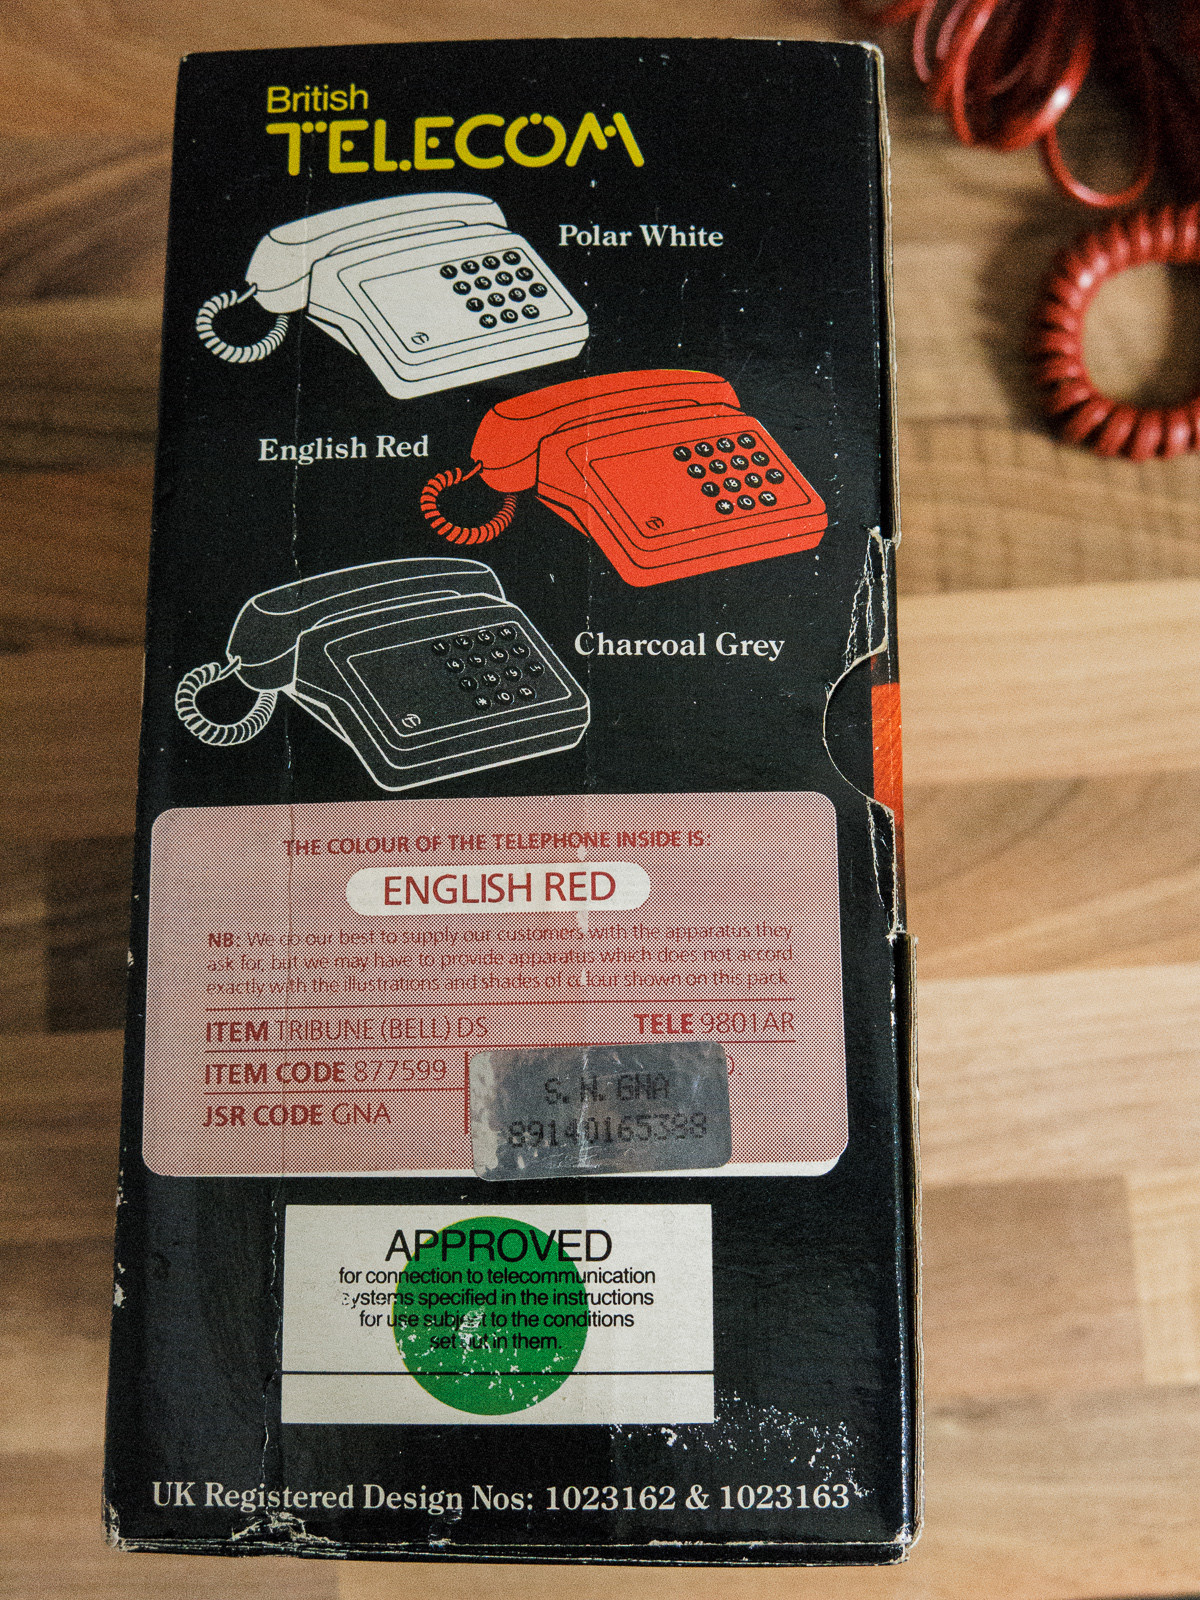 British
TELECOM
Polar White
English Red
Charcoal Grey
THE COLOUR OF THE TELEPHONE INSIDE IS:
ENGLISH RED
NB: We do our best to supply our customers with the apparatus they
ask for, but we may have to provide apparatus which does not accord
exactly with the illustrations and shades of colour shown on this pack.
ITEM TRIBUNE (BELL) DS TELE 9801AR
ITEM CODE 877599
JSR CODE GNA
S. N. GNA
89140165388
APPROVED
for connection to telecommunication
systems specified in the instructions
for use subject to the conditions
set out in them.
UK Registered Design Nos: 1023162 & 1023163